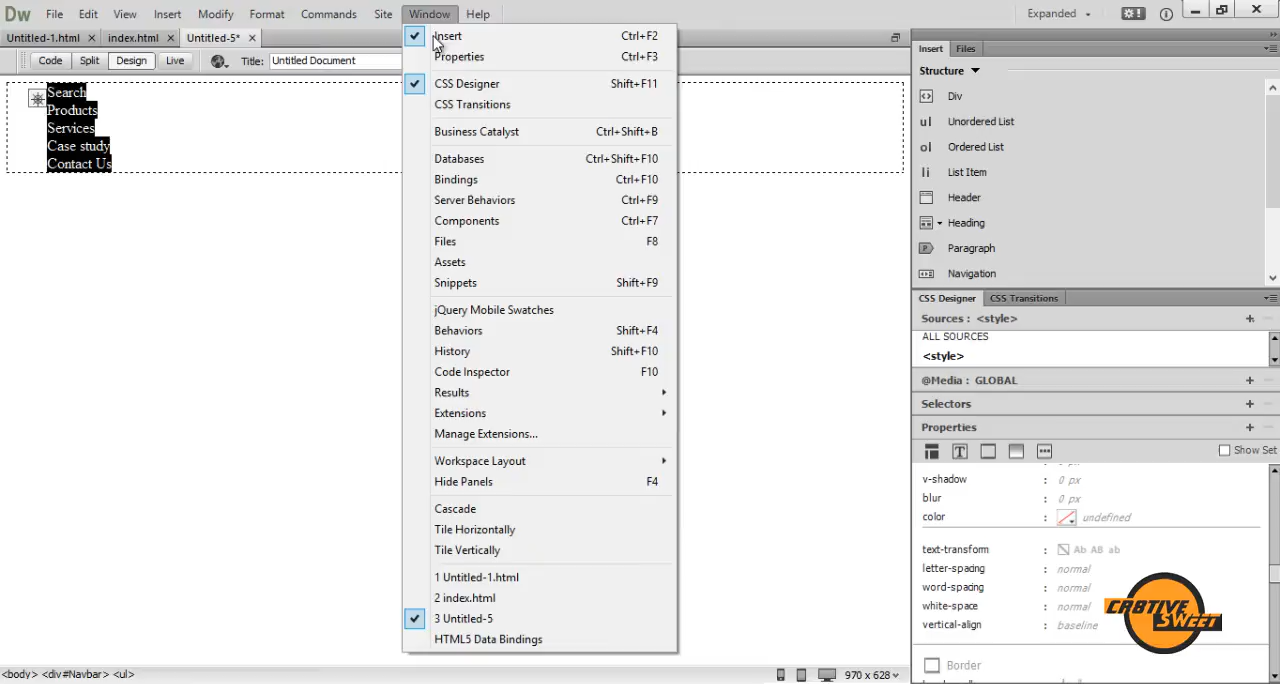 Dw File Edit View Insert Modify Format Commands Site Window Help Expanded
Untitled-1.html × index.html × Untitled-5* ×
Code Split Design Live Title: Untitled Document
Search
Products
Services
Case study
Contact Us
Insert Ctrl+F2
Properties Ctrl+F3
CSS Designer Shift+F11
CSS Transitions
Business Catalyst Ctrl+Shift+B
Databases Ctrl+Shift+F10
Bindings Ctrl+F10
Server Behaviors Ctrl+F9
Components Ctrl+F7
Files F8
Assets
Snippets Shift+F9
jQuery Mobile Swatches
Behaviors Shift+F4
History Shift+F10
Code Inspector F10
Results
Extensions
Manage Extensions...
Workspace Layout
Hide Panels F4
Cascade
Tile Horizontally
Tile Vertically
1 Untitled-1.html
2 index.html
3 Untitled-5
HTML5 Data Bindings
Insert Files
Structure
Div
ul Unordered List
ol Ordered List
li List Item
Header
Heading
P Paragraph
Navigation
CSS Designer CSS Transitions
Sources : <style>
ALL SOURCES
<style>
@Media : GLOBAL
Selectors
Properties
Show Set
v-shadow : 0 px
blur : 0 px
color : undefined
text-transform : Ab AB ab
letter-spacing : normal
word-spacing : normal
white-space : normal
vertical-align : baseline
Border
CR8TIVE
SWEET
<body> <div#Navbar> <ul> 970 x 628